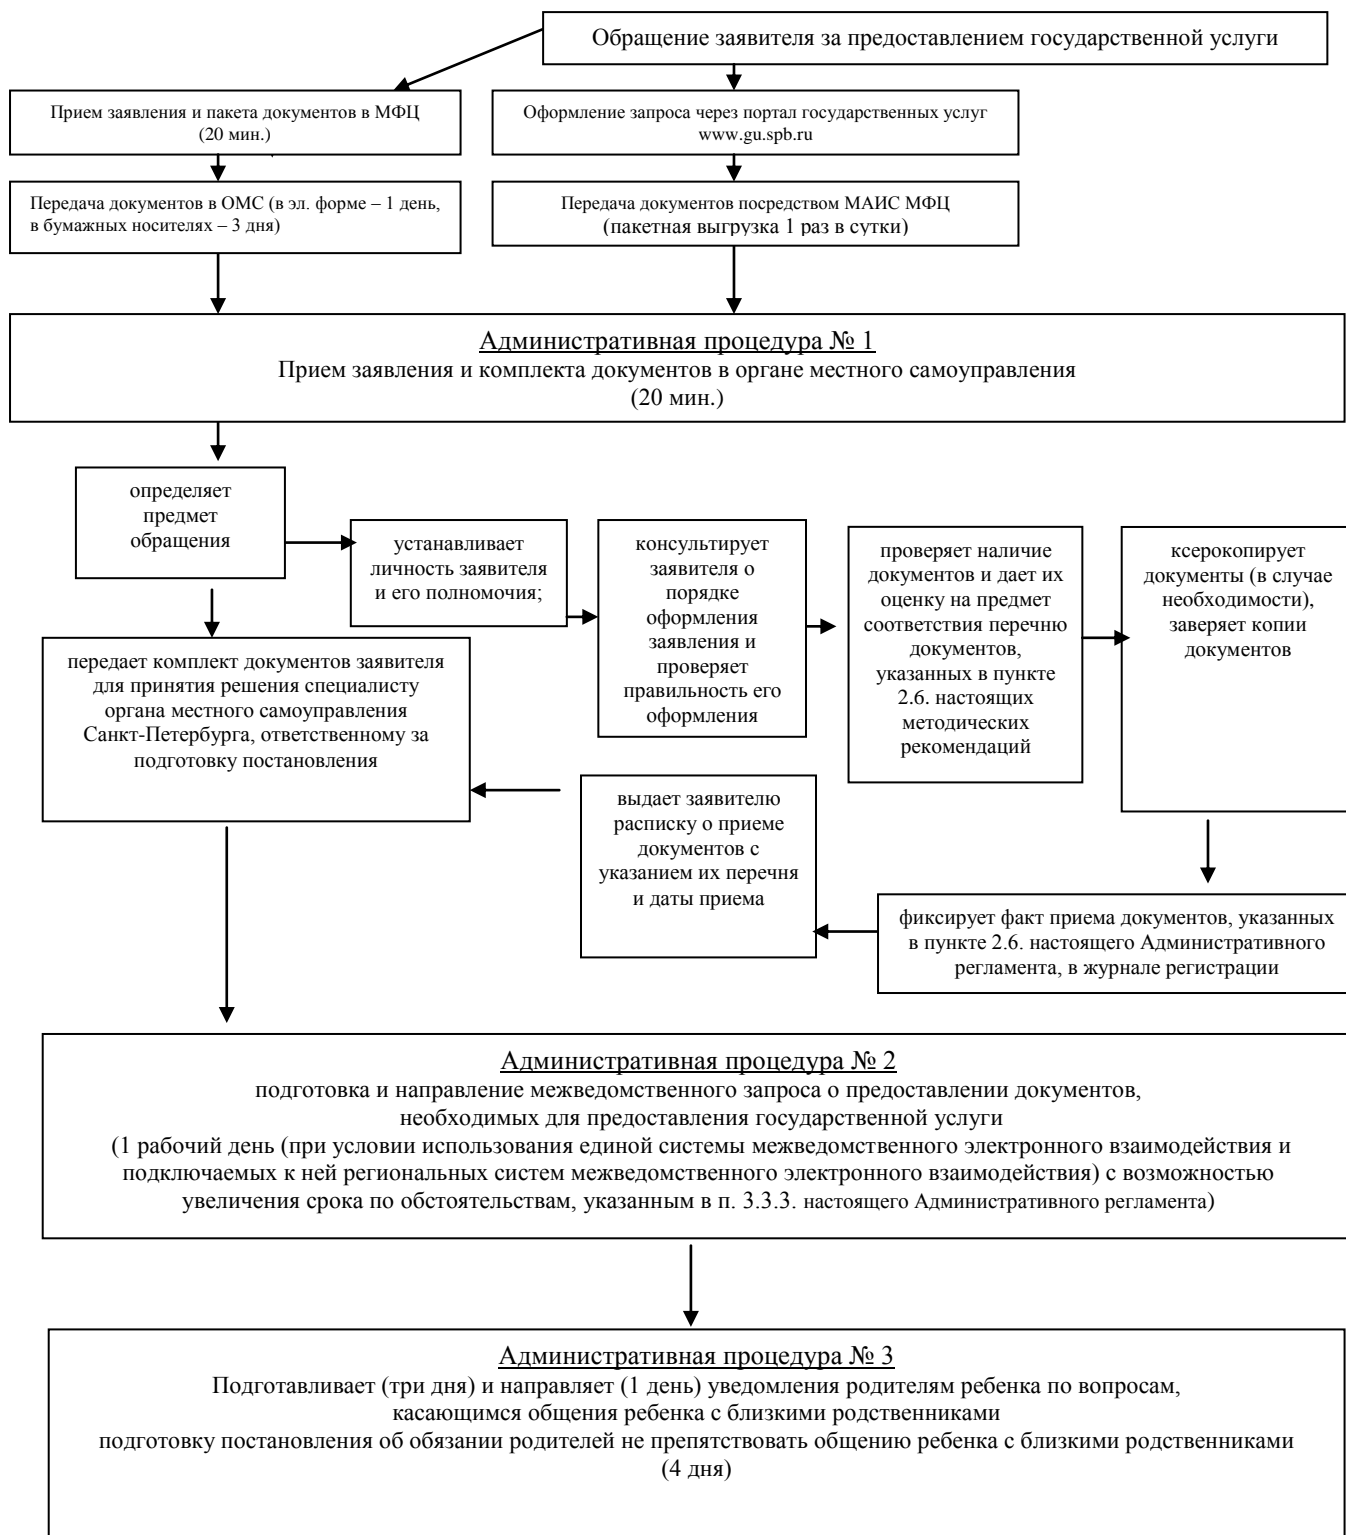 Обращение заявителя за предоставлением государственной услуги
Прием заявления и пакета документов в МФЦ
(20 мин.)
Оформление запроса через портал государственных услуг
www.gu.spb.ru
Передача документов в ОМС (в эл. форме – 1 день,
в бумажных носителях – 3 дня)
Передача документов посредством МАИС МФЦ
(пакетная выгрузка 1 раз в сутки)
Административная процедура № 1
Прием заявления и комплекта документов в органе местного самоуправления
(20 мин.)
определяет
предмет
обращения
устанавливает
личность заявителя
и его полномочия;
консультирует
заявителя о
порядке
оформления
заявления и
проверяет
правильность его
оформления
проверяет наличие
документов и дает их
оценку на предмет
соответствия перечню
документов,
указанных в пункте
2.6. настоящих
методических
рекомендаций
ксерокопирует
документы (в случае
необходимости),
заверяет копии
документов
передает комплект документов заявителя
для принятия решения специалисту
органа местного самоуправления
Санкт-Петербурга, ответственному за
подготовку постановления
выдает заявителю
расписку о приеме
документов с
указанием их перечня
и даты приема
фиксирует факт приема документов, указанных
в пункте 2.6. настоящего Административного
регламента, в журнале регистрации
Административная процедура № 2
подготовка и направление межведомственного запроса о предоставлении документов,
необходимых для предоставления государственной услуги
(1 рабочий день (при условии использования единой системы межведомственного электронного взаимодействия и
подключаемых к ней региональных систем межведомственного электронного взаимодействия) с возможностью
увеличения срока по обстоятельствам, указанным в п. 3.3.3. настоящего Административного регламента)
Административная процедура № 3
Подготавливает (три дня) и направляет (1 день) уведомления родителям ребенка по вопросам,
касающимся общения ребенка с близкими родственниками
подготовку постановления об обязании родителей не препятствовать общению ребенка с близкими родственниками
(4 дня)